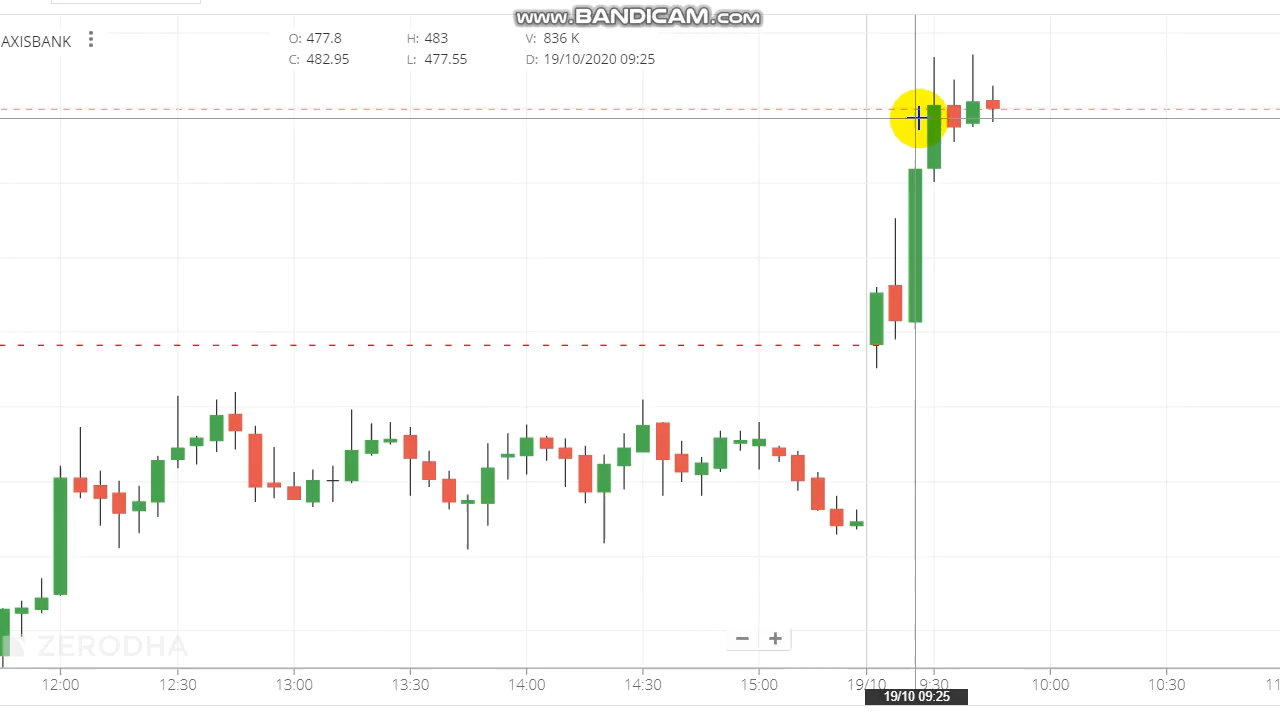 www.BANDICAM.com
AXISBANK
O: 477.8 H: 483 V: 836 K
C: 482.95 L: 477.55 D: 19/10/2020 09:25
ZERODHA
12:00 12:30 13:00 13:30 14:00 14:30 15:00 19/10 9:30 10:00 10:30 11
19/10 09:25